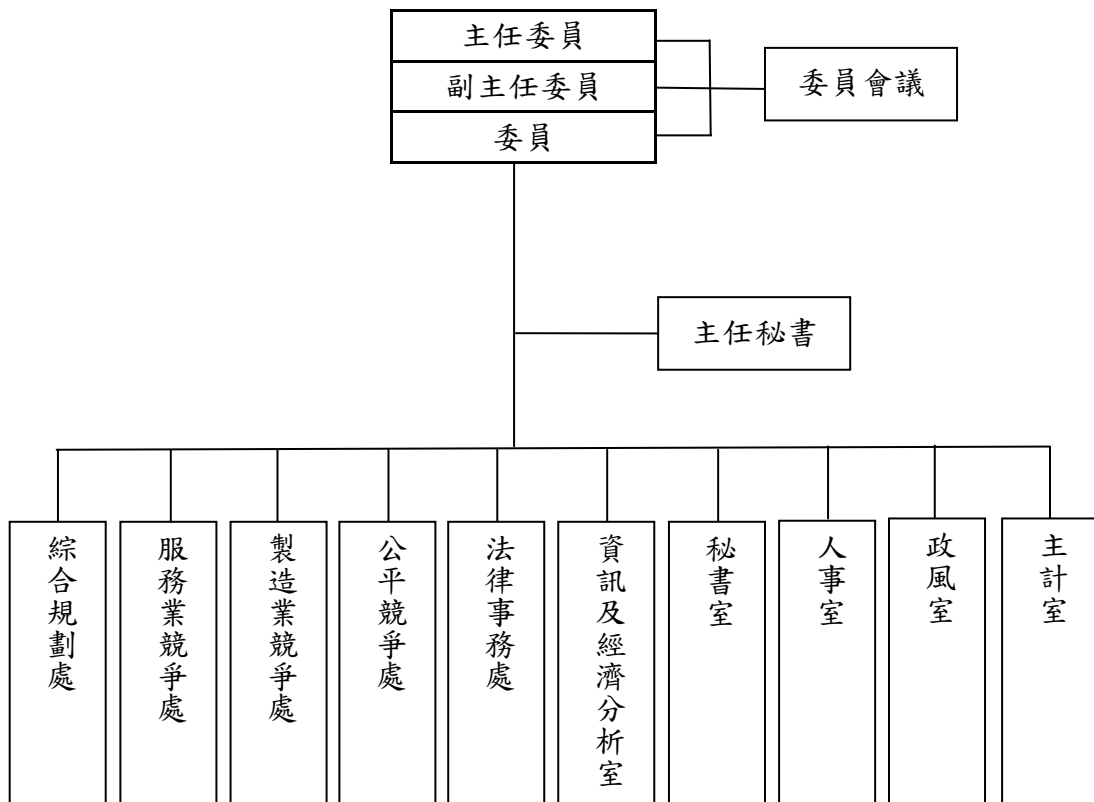 主任委員
副主任委員
委員
委員會議
主任秘書
綜合規劃處
服務業競爭處
製造業競爭處
公平競爭處
法律事務處
資訊及經濟分析室
秘書室
人事室
政風室
主計室